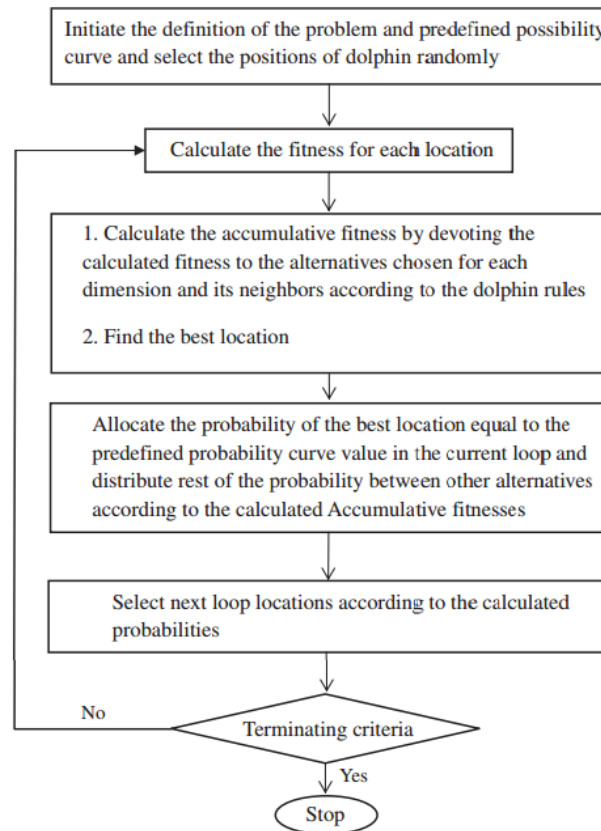 Initiate the definition of the problem and predefined possibility
curve and select the positions of dolphin randomly
Calculate the fitness for each location
1. Calculate the accumulative fitness by devoting the
calculated fitness to the alternatives chosen for each
dimension and its neighbors according to the dolphin rules
2. Find the best location
Allocate the probability of the best location equal to the
predefined probability curve value in the current loop and
distribute rest of the probability between other alternatives
according to the calculated Accumulative fitnesses
Select next loop locations according to the calculated
probabilities
No
Terminating criteria
Yes
Stop